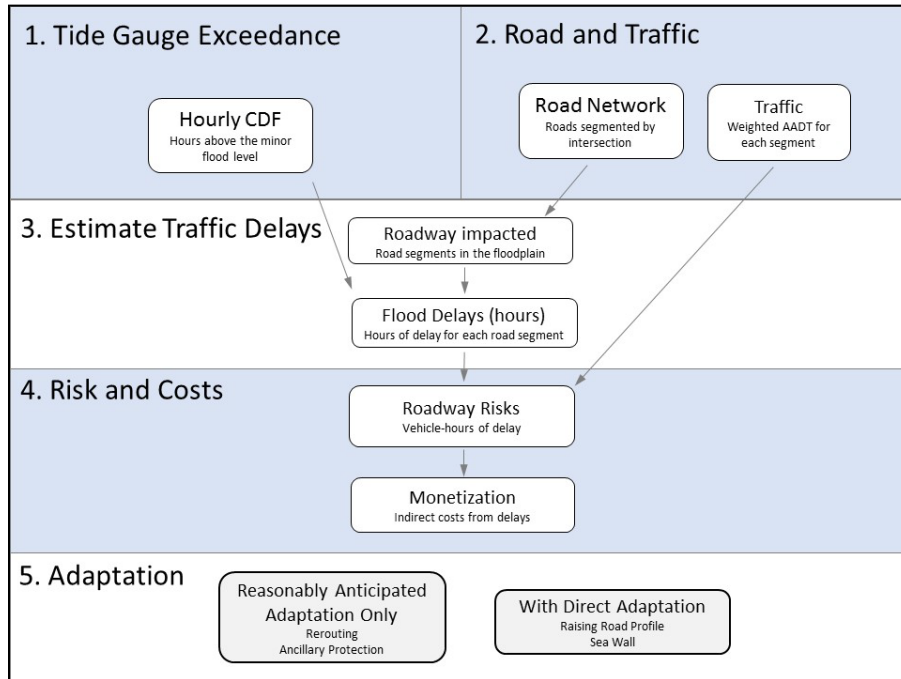 1. Tide Gauge Exceedance
2. Road and Traffic
Hourly CDF
Hours above the minor
flood level
Road Network
Roads segmented by
intersection
Traffic
Weighted AADT for
each segment
3. Estimate Traffic Delays
Roadway impacted
Road segments in the floodplain
Flood Delays (hours)
Hours of delay for each road segment
4. Risk and Costs
Roadway Risks
Vehicle-hours of delay
Monetization
Indirect costs from delays
5. Adaptation
Reasonably Anticipated
Adaptation Only
Rerouting
Ancillary Protection
With Direct Adaptation
Raising Road Profile
Sea Wall